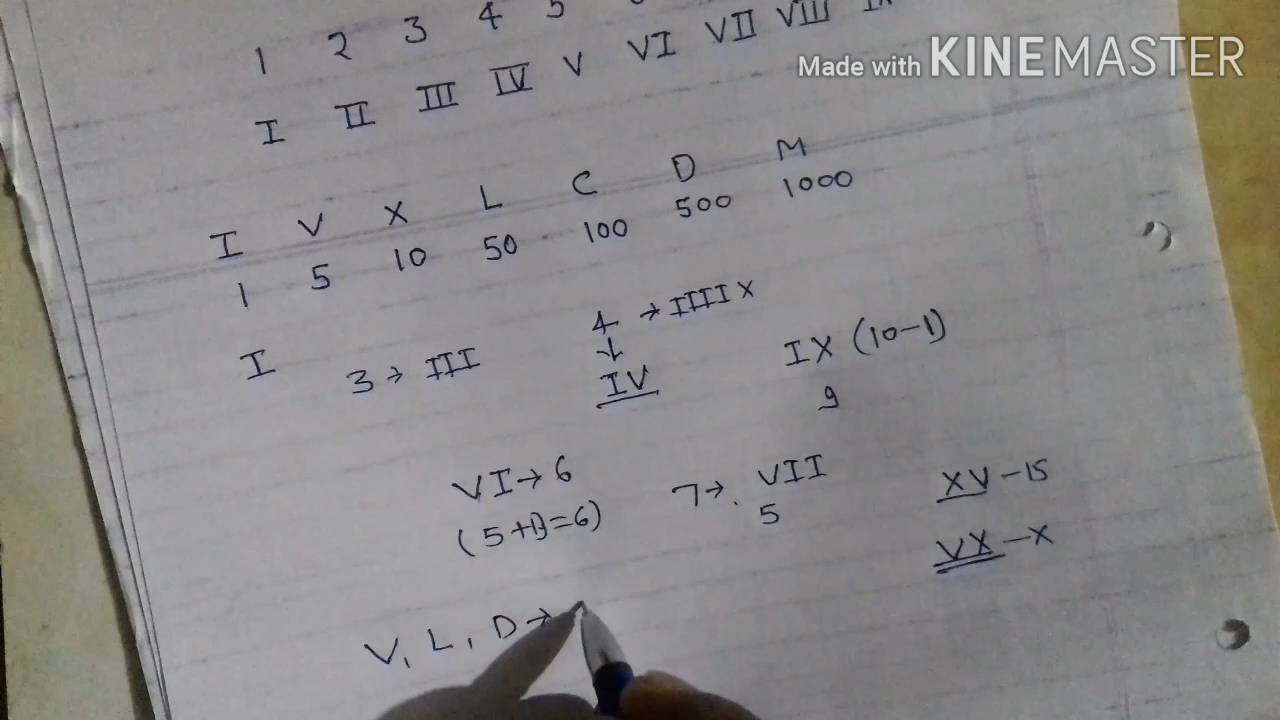 1 2 3 4 5
I II III IV V VI VII VIII IX
Made with KINEMASTER
I V X L C D M
1 5 10 50 100 500 1000
I 3 → III 4 → IIII X IX (10-1)
IV 9
VI → 6 7 → VII XV - 15
(5+1)=6) 5 VX - X
V, L, D →